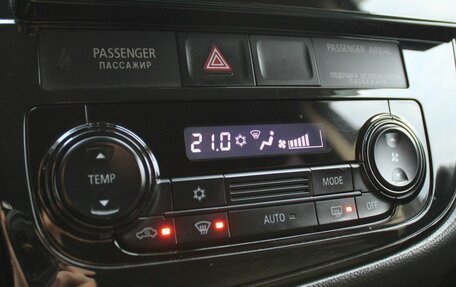 PASSENGER
ПАССАЖИР
PASSENGER AIRBAG
ПОДУШКА БЕЗОПАСНОСТИ
21.0
TEMP
MODE
AUTO
OFF